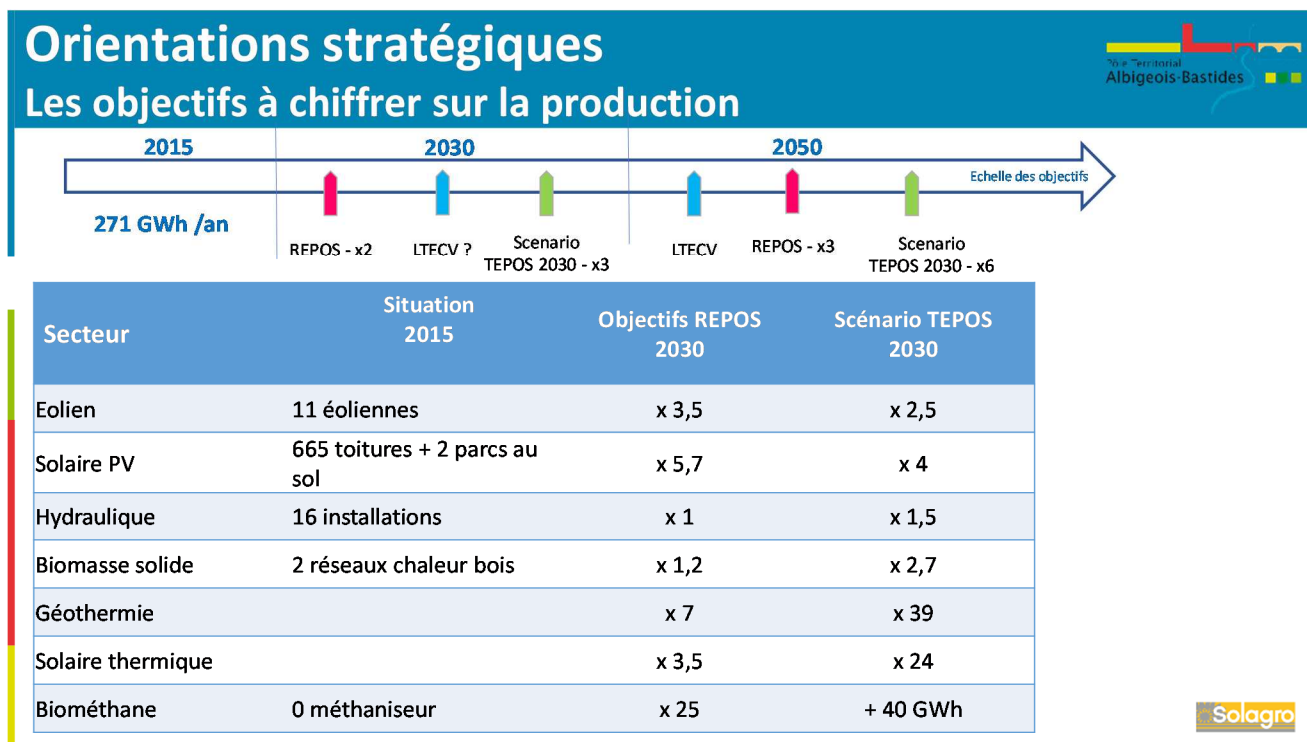 Orientations stratégiques
Les objectifs à chiffrer sur la production
Pôle Territorial
Albigeois-Bastides
2015 2030 2050
Echelle des objectifs
271 GWh /an
REPOS - x2
LTECV ?
Scenario
TEPOS 2030 - x3
LTECV
REPOS - x3
Scenario
TEPOS 2030 - x6
Secteur
Situation
2015
Objectifs REPOS
2030
Scénario TEPOS
2030
Eolien 11 éoliennes x 3,5 x 2,5
Solaire PV 665 toitures + 2 parcs au
sol x 5,7 x 4
Hydraulique 16 installations x 1 x 1,5
Biomasse solide 2 réseaux chaleur bois x 1,2 x 2,7
Géothermie x 7 x 39
Solaire thermique x 3,5 x 24
Biométhane 0 méthaniseur x 25 + 40 GWh
Solagro